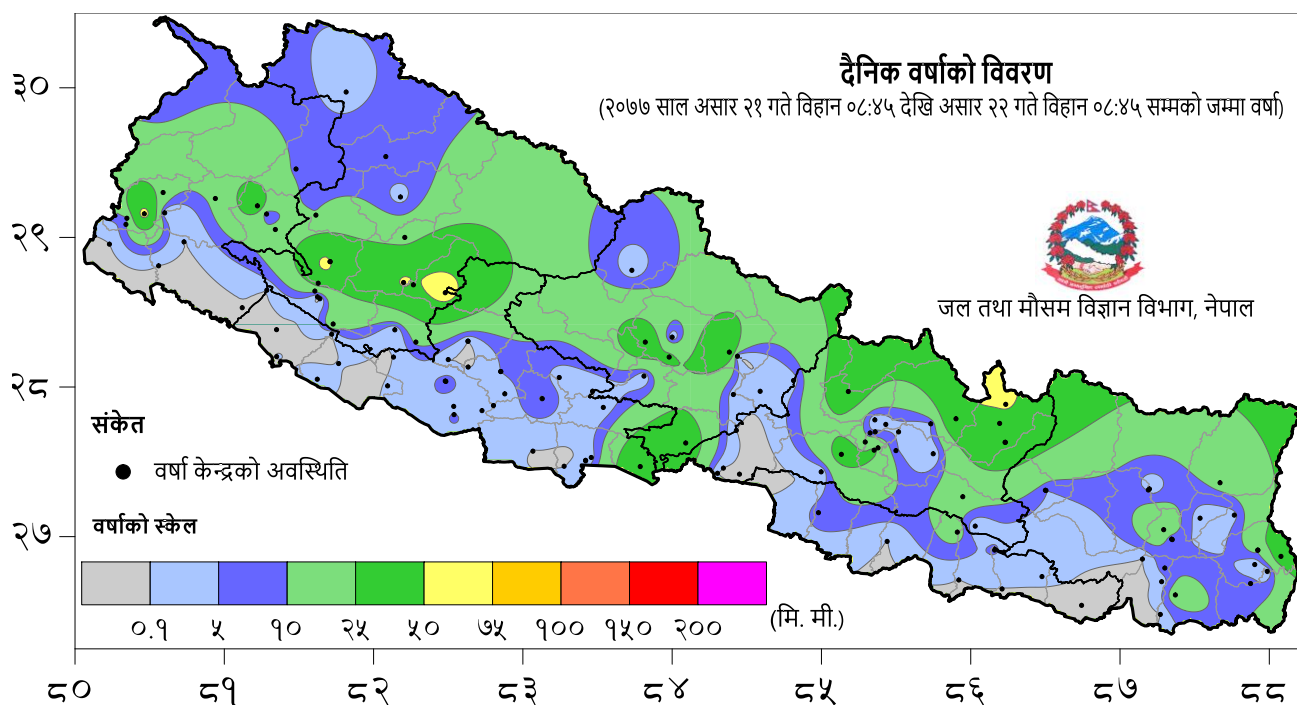 दैनिक वर्षाको विवरण
(२०७७ साल असार २१ गते विहान ०८:४५ देखि असार २२ गते विहान ०८:४५ सम्मको जम्मा वर्षा)
३०
२९
२८
२७
जल तथा मौसम विज्ञान विभाग, नेपाल
संकेत
वर्षा केन्द्रको अवस्थिति
वर्षाको स्केल
०.१ ५ १० २५ ५० ७५ १०० १५० २०० (मि. मी.)
८० ८१ ८२ ८३ ८४ ८५ ८६ ८७ ८८